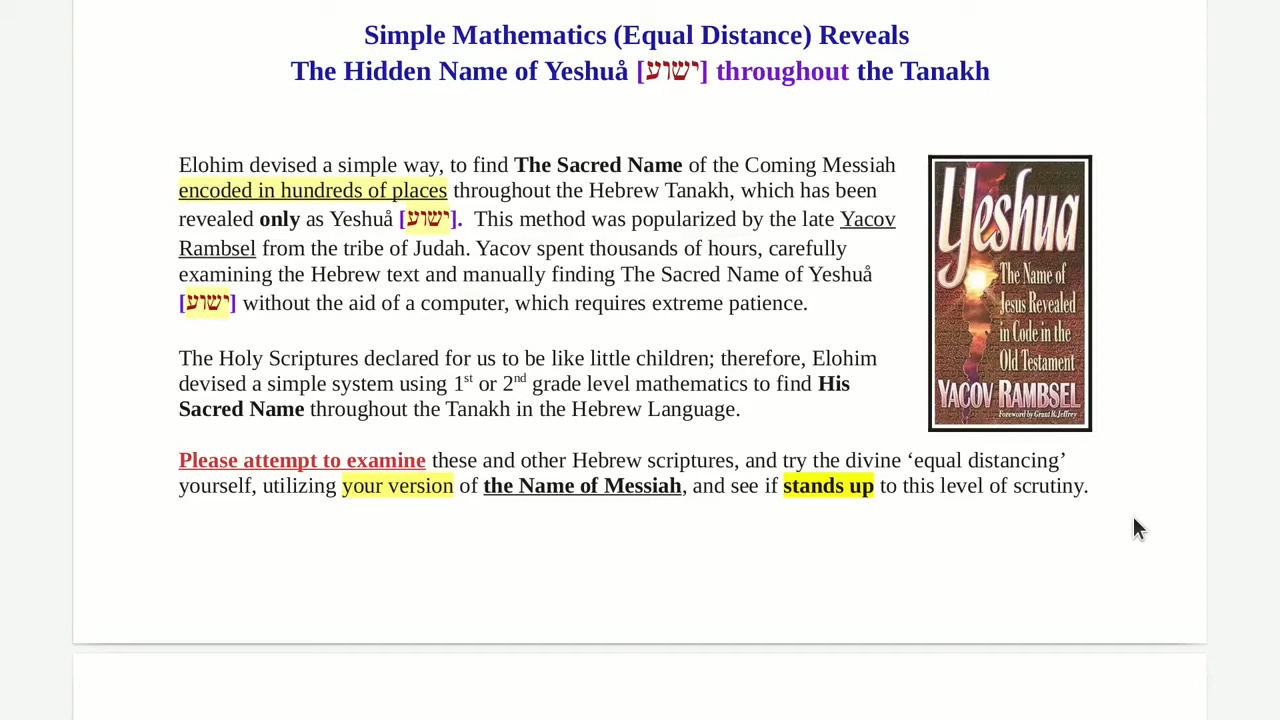 Simple Mathematics (Equal Distance) Reveals
The Hidden Name of Yeshuå [ישוע] throughout the Tanakh
Elohim devised a simple way, to find The Sacred Name of the Coming Messiah
encoded in hundreds of places throughout the Hebrew Tanakh, which has been
revealed only as Yeshuå [ישוע]. This method was popularized by the late Yacov
Rambsel from the tribe of Judah. Yacov spent thousands of hours, carefully
examining the Hebrew text and manually finding The Sacred Name of Yeshuå
[ישוע] without the aid of a computer, which requires extreme patience.
The Holy Scriptures declared for us to be like little children; therefore, Elohim
devised a simple system using 1st or 2nd grade level mathematics to find His
Sacred Name throughout the Tanakh in the Hebrew Language.
Please attempt to examine these and other Hebrew scriptures, and try the divine ‘equal distancing’
yourself, utilizing your version of the Name of Messiah, and see if stands up to this level of scrutiny.
Yeshua
The Name of
Jesus Revealed
in Code in the
Old Testament
YACOV RAMBSEL
Foreword by Grant R. Jeffrey